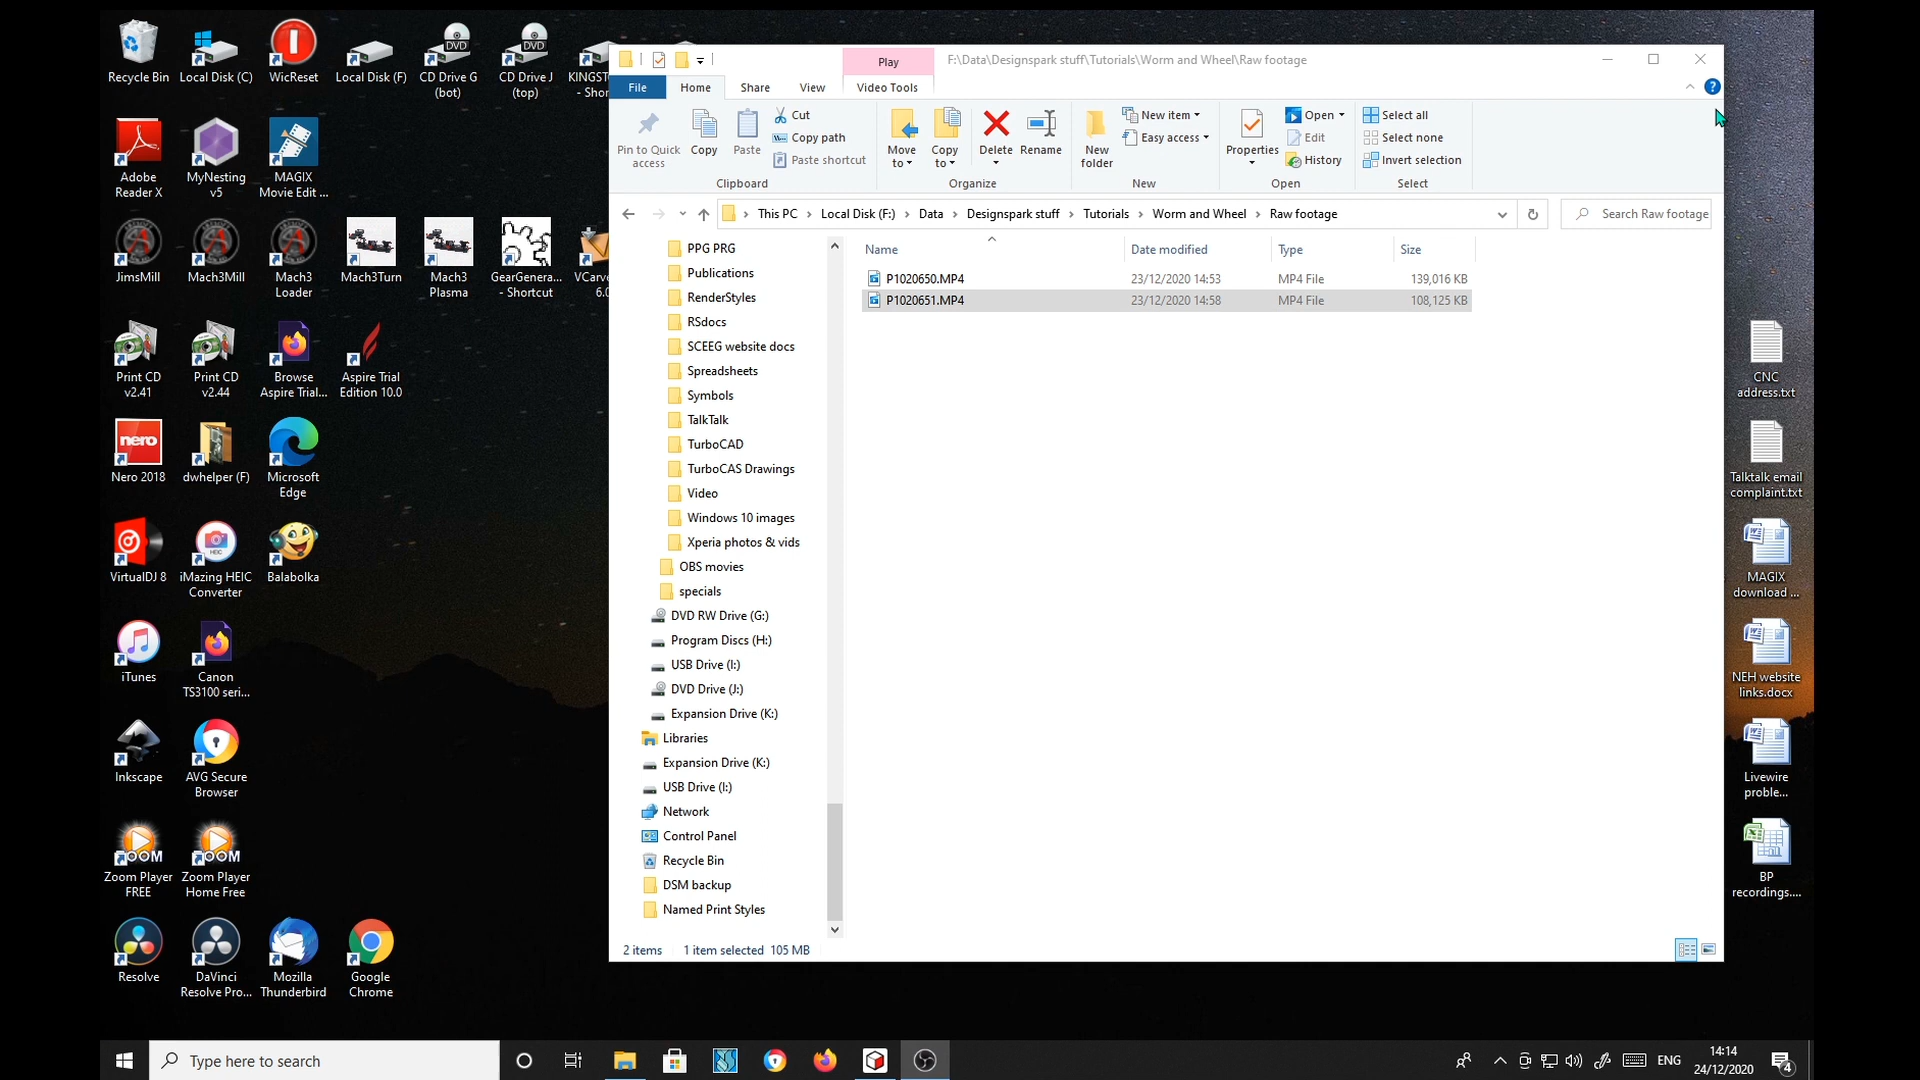 Recycle Bin
Local Disk (C)
WicReset
Local Disk (F)
CD Drive G
(bot)
CD Drive J
(top)
KINGST
- Shor
Adobe
Reader X
MyNesting
v5
MAGIX
Movie Edit ...
JimsMill
Mach3Mill
Mach3
Loader
Mach3Turn
Mach3
Plasma
GearGenera...
- Shortcut
VCarve
6.0
Print CD
v2.41
Print CD
v2.44
Browse
Aspire Trial...
Aspire Trial
Edition 10.0
nero
Nero 2018
dwhelper (F)
Microsoft
Edge
VirtualDJ 8
iMazing HEIC
Converter
Balabolka
iTunes
Canon
TS3100 seri...
Inkscape
AVG Secure
Browser
Zoom Player
FREE
Zoom Player
Home Free
Resolve
DaVinci
Resolve Pro...
Mozilla
Thunderbird
Google
Chrome
Play
F:\Data\Designspark stuff\Tutorials\Worm and Wheel\Raw footage
File
Home
Share
View
Video Tools
Pin to Quick
access
Copy
Paste
Cut
Copy path
Paste shortcut
Clipboard
Move
to
Copy
to
Delete
Rename
Organize
New
folder
New item
Easy access
New
Properties
Open
Edit
History
Open
Select all
Select none
Invert selection
Select
This PC > Local Disk (F:) > Data > Designspark stuff > Tutorials > Worm and Wheel > Raw footage
Search Raw footage
PPG PRG
Publications
RenderStyles
RSdocs
SCEEG website docs
Spreadsheets
Symbols
TalkTalk
TurboCAD
TurboCAS Drawings
Video
Windows 10 images
Xperia photos & vids
OBS movies
specials
DVD RW Drive (G:)
Program Discs (H:)
USB Drive (I:)
DVD Drive (J:)
Expansion Drive (K:)
Libraries
Expansion Drive (K:)
USB Drive (I:)
Network
Control Panel
Recycle Bin
DSM backup
Named Print Styles
Name Date modified Type Size
P1020650.MP4 23/12/2020 14:53 MP4 File 139,016 KB
P1020651.MP4 23/12/2020 14:58 MP4 File 108,125 KB
2 items 1 item selected 105 MB
CNC
address.txt
Talktalk email
complaint.txt
MAGIX
download ...
NEH website
links.docx
Livewire
proble...
BP
recordings....
Type here to search
ENG
14:14
24/12/2020
4